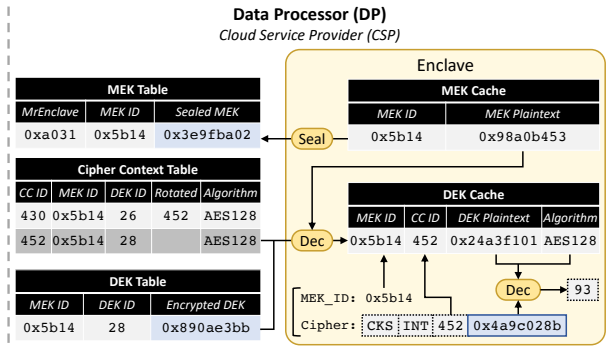 Data Processor (DP)
Cloud Service Provider (CSP)
Enclave
MEK Table
MrEnclave MEK ID Sealed MEK
0xa031 0x5b14 0x3e9fba02
Seal
MEK Cache
MEK ID MEK Plaintext
0x5b14 0x98a0b453
Cipher Context Table
CC ID MEK ID DEK ID Rotated Algorithm
430 0x5b14 26 452 AES128
452 0x5b14 28 AES128
Dec
DEK Cache
MEK ID CC ID DEK Plaintext Algorithm
0x5b14 452 0x24a3f101 AES128
DEK Table
MEK ID DEK ID Encrypted DEK
0x5b14 28 0x890ae3bb
Dec
93
MEK_ID: 0x5b14
Cipher: CKS INT 452 0x4a9c028b